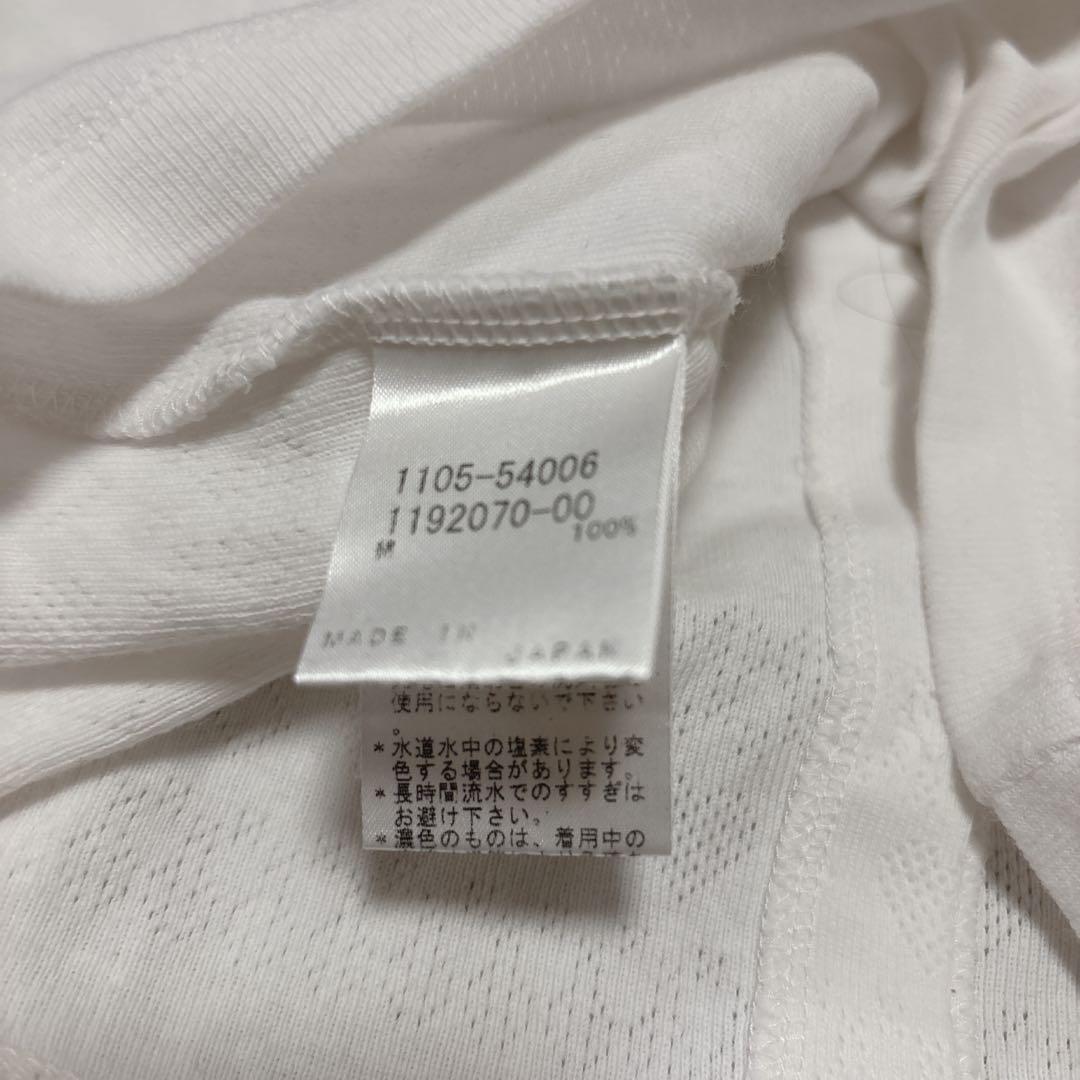 1105-54006
1192070-00
綿 100%
MADE IN JAPAN
使用にならないで下さい
。
*水道水中の塩素により変
色する場合があります。
*長時間流水でのすすぎは
お避け下さい。
*濃色のものは、着用中の